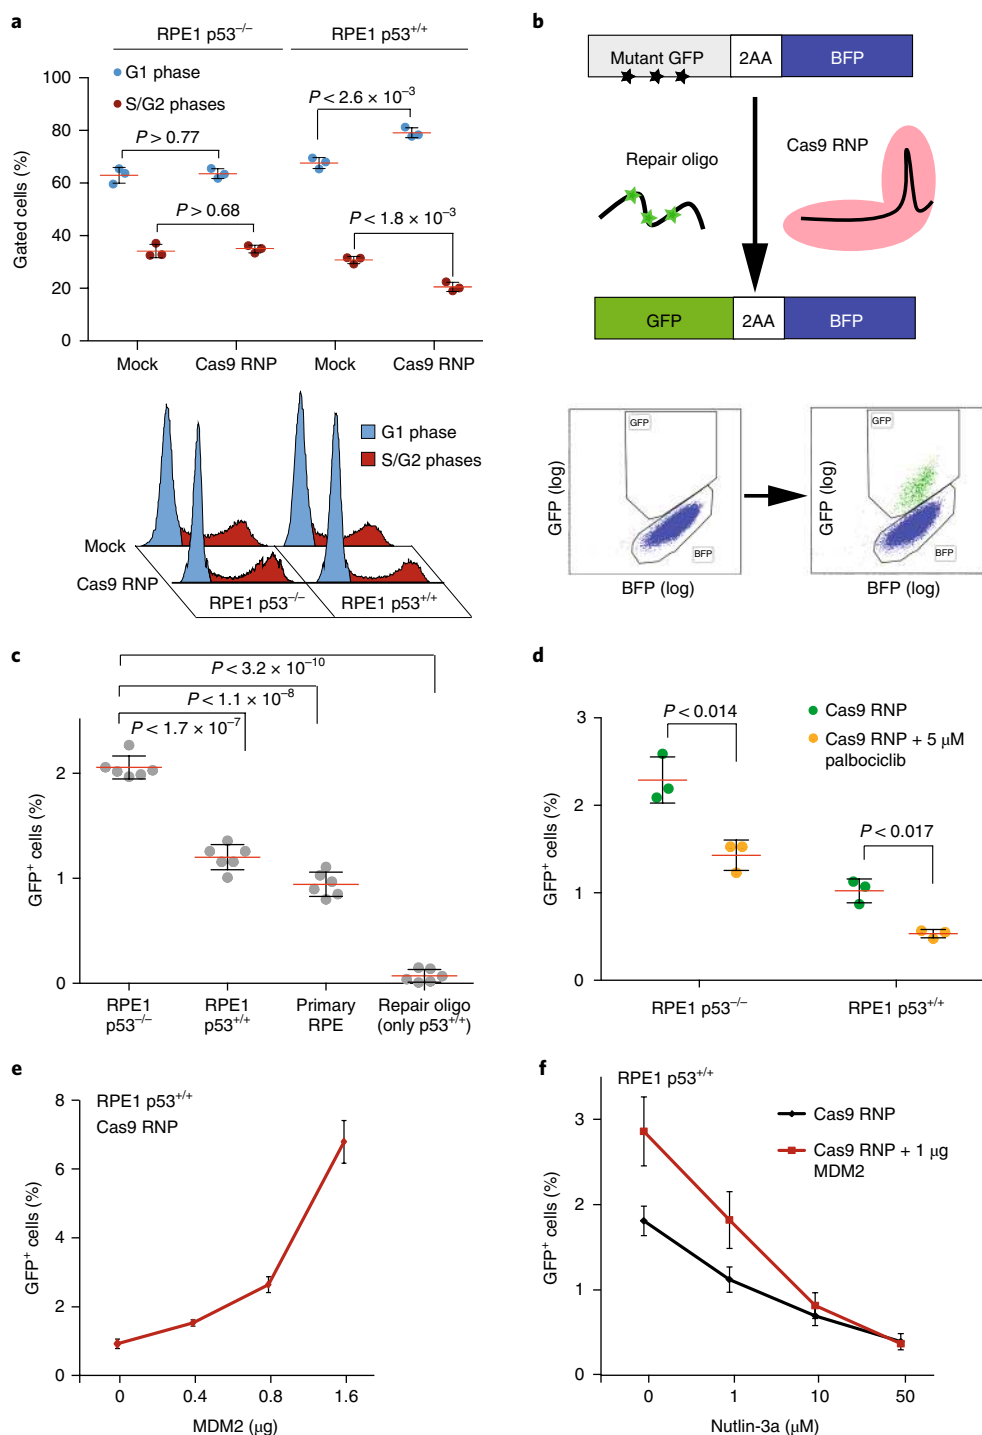 a
RPE1 p53⁻/⁻ RPE1 p53⁺/⁺
G1 phase
S/G2 phases
Gated cells (%)
100
80
60
40
20
0
P > 0.77
P > 0.68
P < 2.6 × 10⁻³
P < 1.8 × 10⁻³
Mock Cas9 RNP Mock Cas9 RNP
G1 phase
S/G2 phases
Mock
Cas9 RNP
RPE1 p53⁻/⁻ RPE1 p53⁺/⁺
b
Mutant GFP 2AA BFP
Repair oligo
Cas9 RNP
GFP 2AA BFP
GFP
BFP
GFP (log)
BFP (log)
GFP
BFP
GFP (log)
BFP (log)
c
P < 3.2 × 10⁻¹⁰
P < 1.1 × 10⁻⁸
P < 1.7 × 10⁻⁷
GFP⁺ cells (%)
2
1
0
RPE1 p53⁻/⁻
RPE1 p53⁺/⁺
Primary RPE
Repair oligo (only p53⁺/⁺)
d
P < 0.014
P < 0.017
Cas9 RNP
Cas9 RNP + 5 μM
palbociclib
GFP⁺ cells (%)
3
2
1
0
RPE1 p53⁻/⁻ RPE1 p53⁺/⁺
e
RPE1 p53⁺/⁺
Cas9 RNP
GFP⁺ cells (%)
8
6
4
2
0
0 0.4 0.8 1.6
MDM2 (μg)
f
RPE1 p53⁺/⁺
Cas9 RNP
Cas9 RNP + 1 μg
MDM2
GFP⁺ cells (%)
3
2
1
0
0 1 10 50
Nutlin-3a (μM)